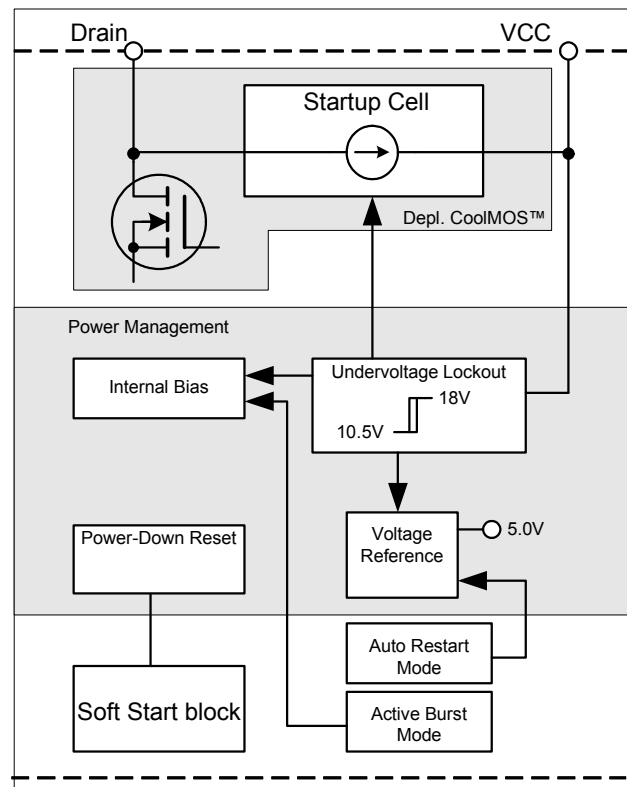 Drain
VCC
Startup Cell
Depl. CoolMOS™
Power Management
Internal Bias
Undervoltage Lockout
18V
10.5V
Power-Down Reset
Voltage
Reference
5.0V
Auto Restart
Mode
Soft Start block
Active Burst
Mode